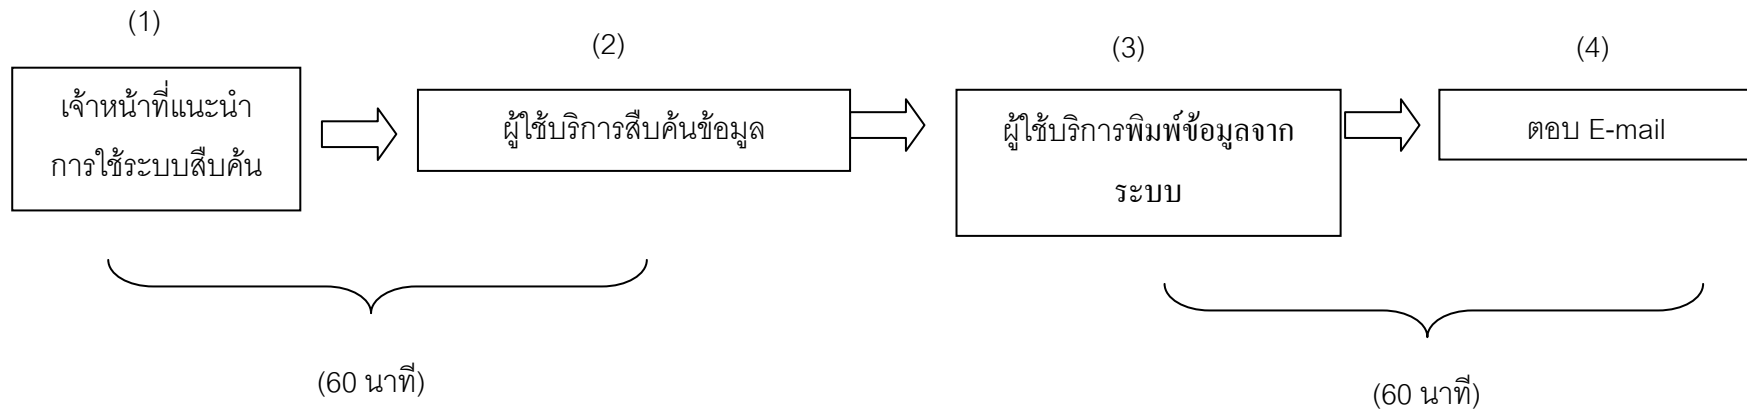 (1)
เจ้าหน้าที่แนะนำ
การใช้ระบบสืบค้น
(2)
ผู้ใช้บริการสืบค้นข้อมูล
(3)
ผู้ใช้บริการพิมพ์ข้อมูลจาก
ระบบ
(4)
ตอบ E-mail
(60 นาที)
(60 นาที)